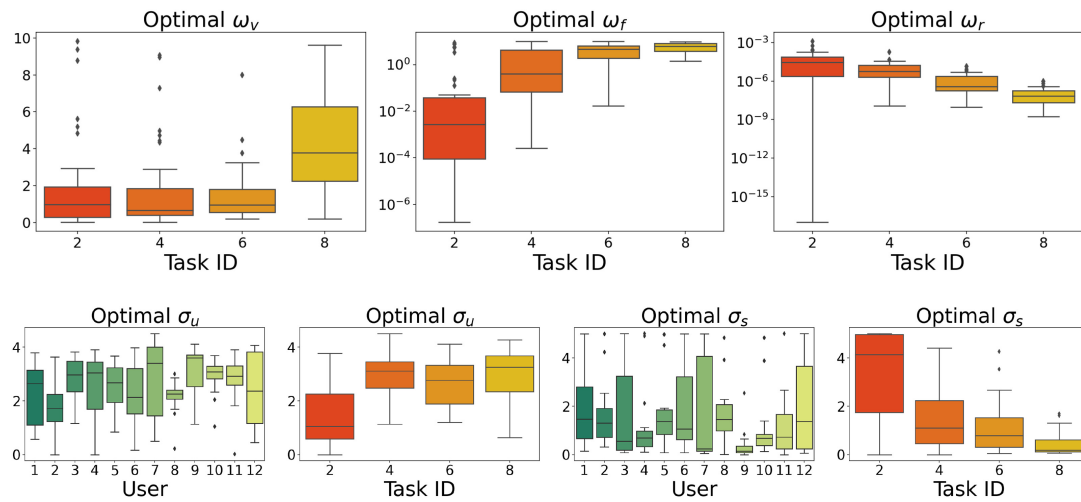 Optimal ω_v
10
8
6
4
2
0
2 4 6 8
Task ID
Optimal ω_f
10⁰
10⁻²
10⁻⁴
10⁻⁶
2 4 6 8
Task ID
Optimal ω_r
10⁻³
10⁻⁶
10⁻⁹
10⁻¹²
10⁻¹⁵
2 4 6 8
Task ID
Optimal σ_u
4
2
0
1 2 3 4 5 6 7 8 9 10 11 12
User
Optimal σ_u
4
2
0
2 4 6 8
Task ID
Optimal σ_s
4
2
0
1 2 3 4 5 6 7 8 9 10 11 12
User
Optimal σ_s
4
2
0
2 4 6 8
Task ID